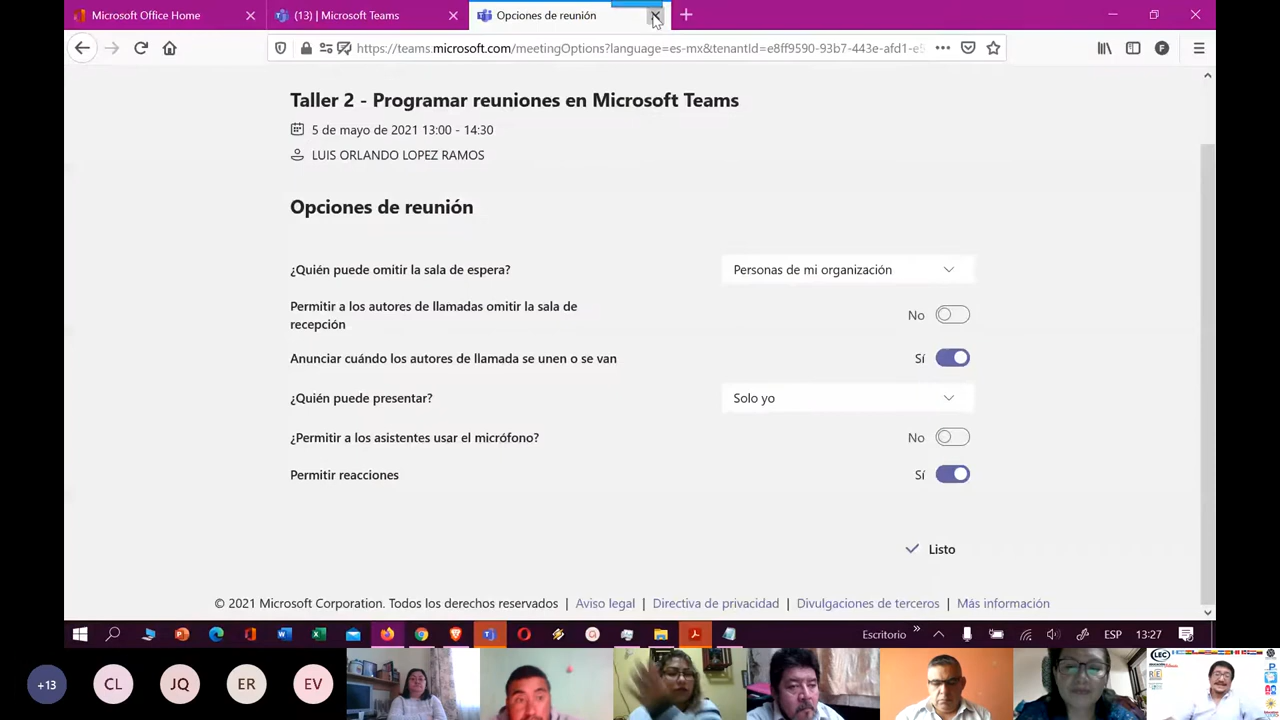 Microsoft Office Home
(13) | Microsoft Teams
Opciones de reunión
https://teams.microsoft.com/meetingOptions?language=es-mx&tenantId=e8ff9590-93b7-443e-afd1-e5
Taller 2 - Programar reuniones en Microsoft Teams
5 de mayo de 2021 13:00 - 14:30
LUIS ORLANDO LOPEZ RAMOS
Opciones de reunión
¿Quién puede omitir la sala de espera?
Personas de mi organización
Permitir a los autores de llamadas omitir la sala de
recepción
No
Anunciar cuándo los autores de llamada se unen o se van
Sí
¿Quién puede presentar?
Solo yo
¿Permitir a los asistentes usar el micrófono?
No
Permitir reacciones
Sí
Listo
© 2021 Microsoft Corporation. Todos los derechos reservados | Aviso legal | Directiva de privacidad | Divulgaciones de terceros | Más información
Escritorio
ESP
13:27
+13
CL
JQ
ER
EV
LEC